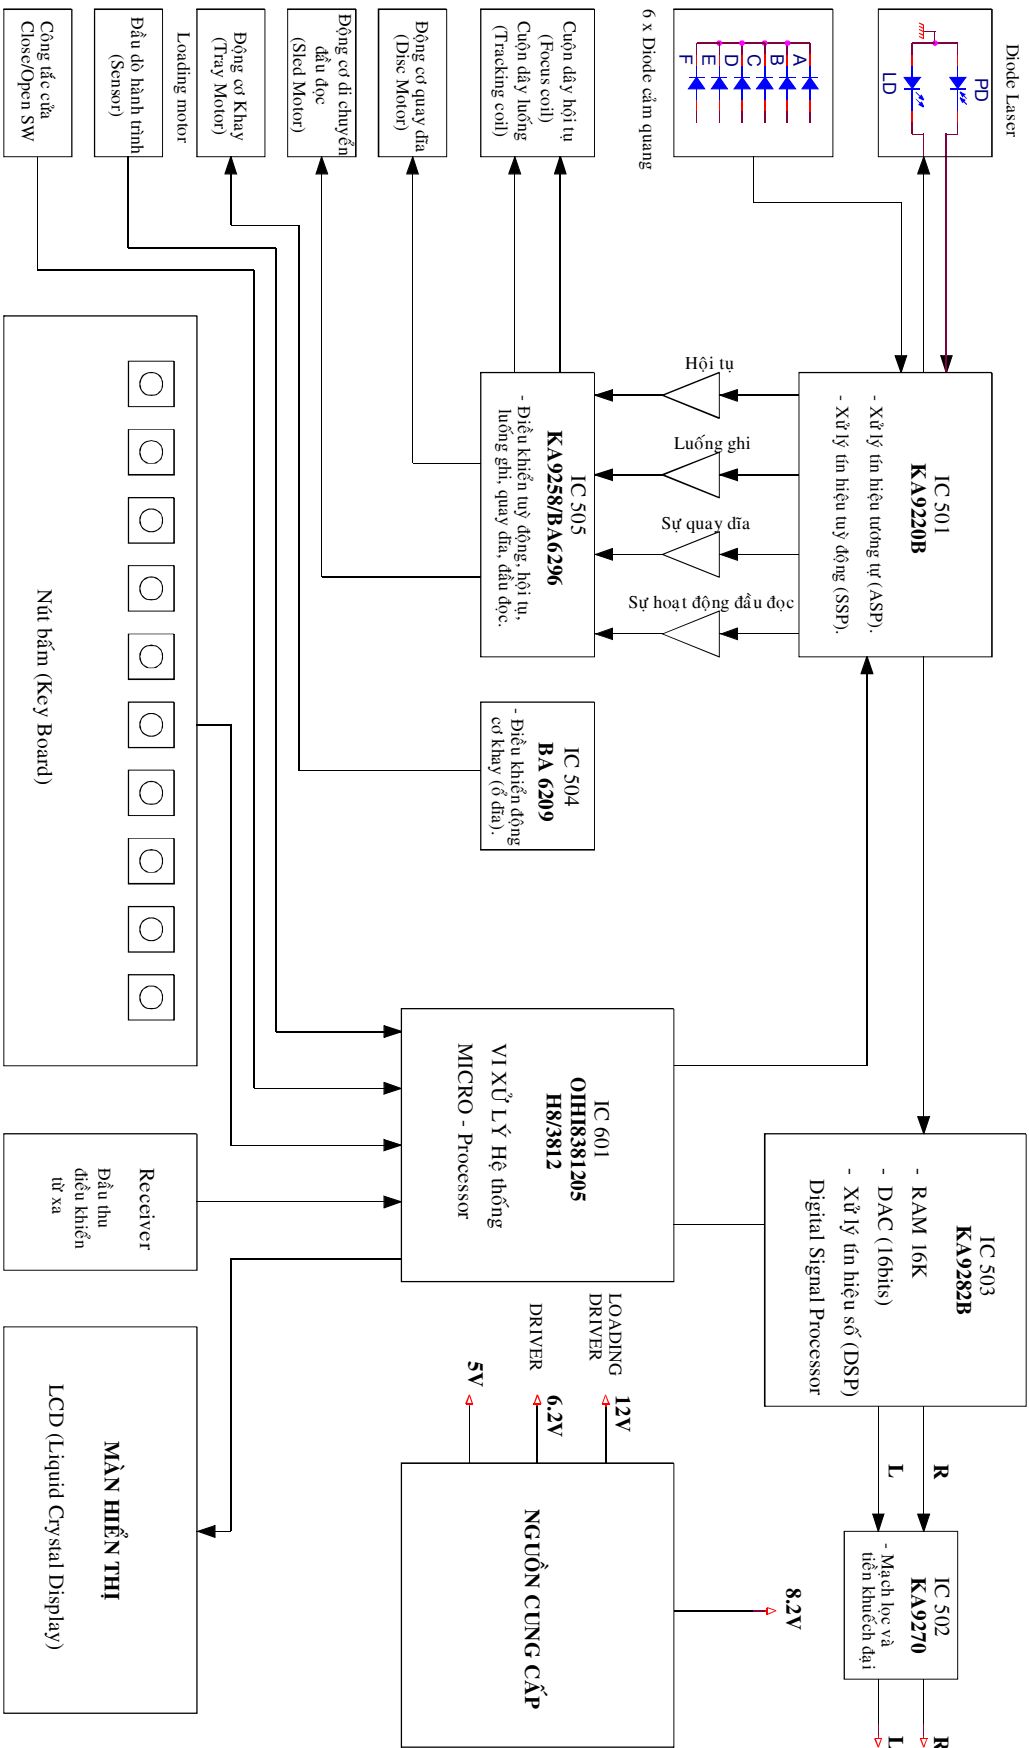 Diode Laser
PD
LD
6 x Diode cảm quang
A
B
C
D
E
F
Cuộn dây hội tụ
(Focus coil)
Cuộn dây luống
(Tracking coil)
Động cơ quay dĩa
(Disc Motor)
Động cơ di chuyển
đầu đọc
(Sled Motor)
Động cơ Khay
(Tray Motor)
Loading motor
Đầu dò hành trình
(Sensor)
Công tắc cửa
Close/Open SW
IC 501
KA9220B
- Xử lý tín hiệu tương tự (ASP).
- Xử lý tín hiệu tuỳ động (SSP).
Hội tụ
Luống ghi
Sự quay dĩa
Sự hoạt động đầu đọc
IC 505
KA9258/BA6296
- Điều khiển tuỳ động, hội tụ,
luống ghi, quay dĩa, đầu đọc.
IC 504
BA 6209
- Điều khiển động
cơ khay (ổ dĩa).
Nút bấm (Key Board)
IC 503
KA9282B
- RAM 16K
- DAC (16bits)
- Xử lý tín hiệu số (DSP)
Digital Signal Processor
IC 601
OIHI8381205
H8/3812
VI XỬ LÝ Hệ thống
MICRO - Processor
Receiver
Đầu thu
điều khiển
từ xa
R
L
IC 502
KA9270
- Mạch lọc và
tiền khuếch đại
R
L
8.2V
12V
LOADING
DRIVER
6.2V
DRIVER
5V
NGUỒN CUNG CẤP
MÀN HIỂN THỊ
LCD (Liquid Crystal Display)